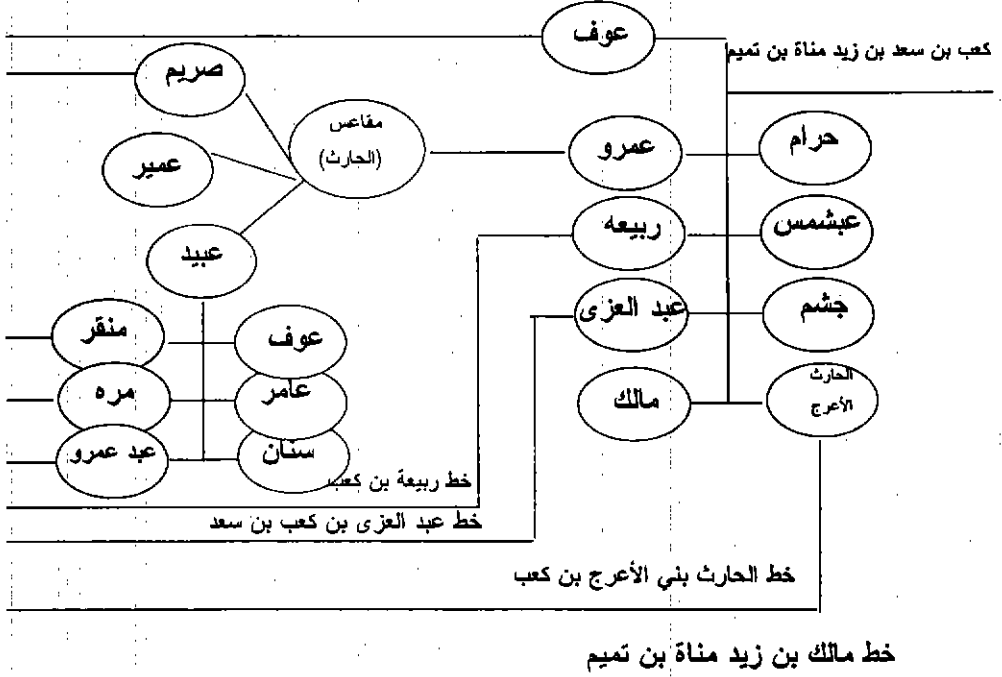 عوف
كعب بن سعد بن زيد مناة بن تميم
صريم
مقاعس
(الحارث)
عمرو
حرام
عمير
ربيعه
عبشمس
عبيد
عبد العزى
جشم
منقر
عوف
الحارث
الأعرج
مالك
مره
عامر
عبد عمرو
سنان
خط ربيعة بن كعب
خط عبد العزى بن كعب بن سعد
خط الحارث بني الأعرج بن كعب
خط مالك بن زيد مناة بن تميم